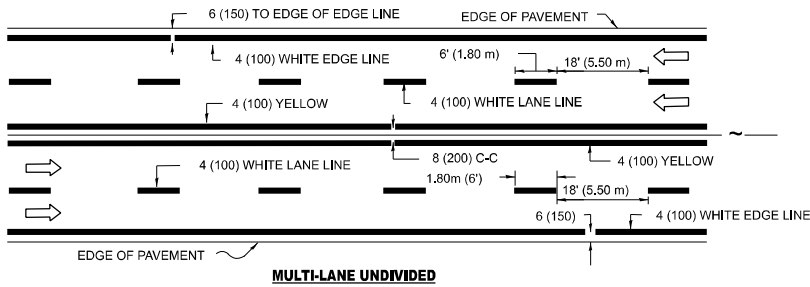 6 (150) TO EDGE OF EDGE LINE
EDGE OF PAVEMENT
4 (100) WHITE EDGE LINE
6' (1.80 m)
18' (5.50 m)
4 (100) YELLOW
4 (100) WHITE LANE LINE
~
4 (100) WHITE LANE LINE
8 (200) C-C
4 (100) YELLOW
1.80m (6')
18' (5.50 m)
6 (150)
4 (100) WHITE EDGE LINE
EDGE OF PAVEMENT
MULTI-LANE UNDIVIDED